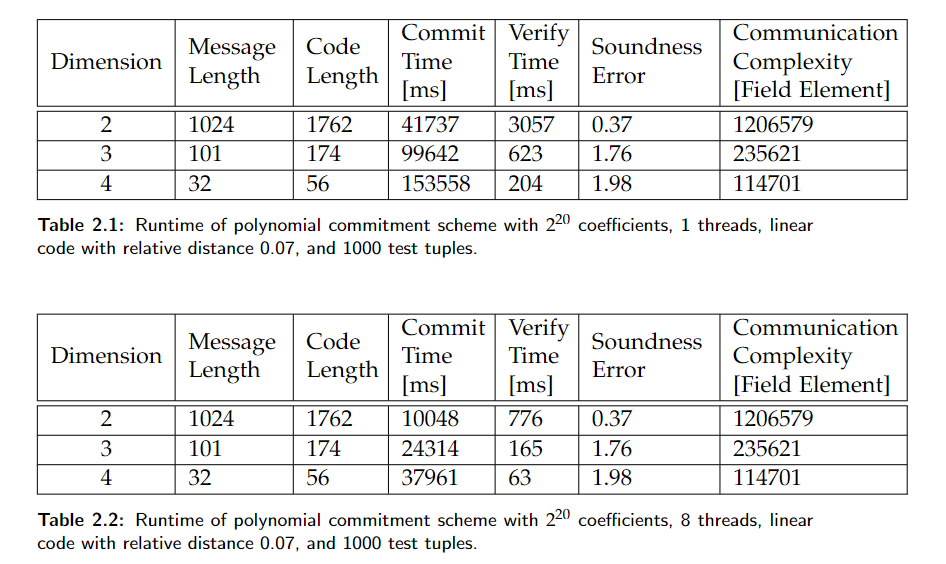 Dimension Message Length Code Length Commit Time [ms] Verify Time [ms] Soundness Error Communication Complexity [Field Element]
2 1024 1762 41737 3057 0.37 1206579
3 101 174 99642 623 1.76 235621
4 32 56 153558 204 1.98 114701
Table 2.1: Runtime of polynomial commitment scheme with 2²⁰ coefficients, 1 threads, linear
code with relative distance 0.07, and 1000 test tuples.
Dimension Message Length Code Length Commit Time [ms] Verify Time [ms] Soundness Error Communication Complexity [Field Element]
2 1024 1762 10048 776 0.37 1206579
3 101 174 24314 165 1.76 235621
4 32 56 37961 63 1.98 114701
Table 2.2: Runtime of polynomial commitment scheme with 2²⁰ coefficients, 8 threads, linear
code with relative distance 0.07, and 1000 test tuples.